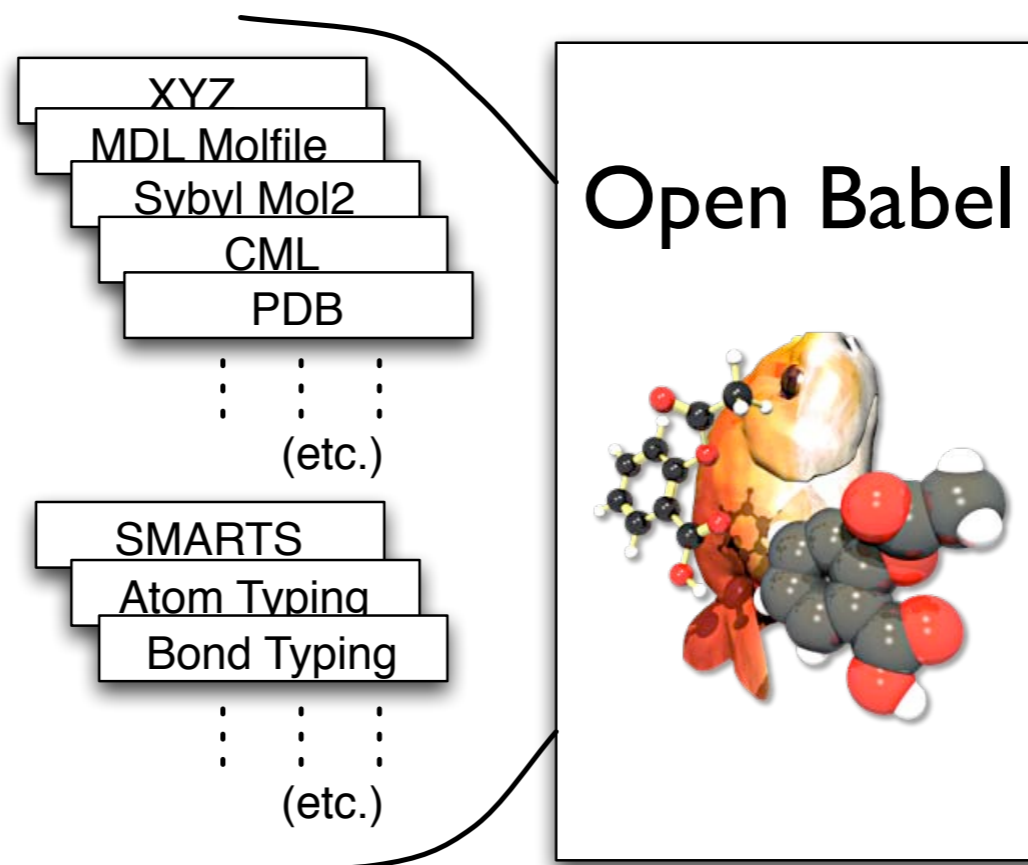 XYZ
MDL Molfile
Sybyl Mol2
CML
PDB
(etc.)
SMARTS
Atom Typing
Bond Typing
(etc.)
Open Babel